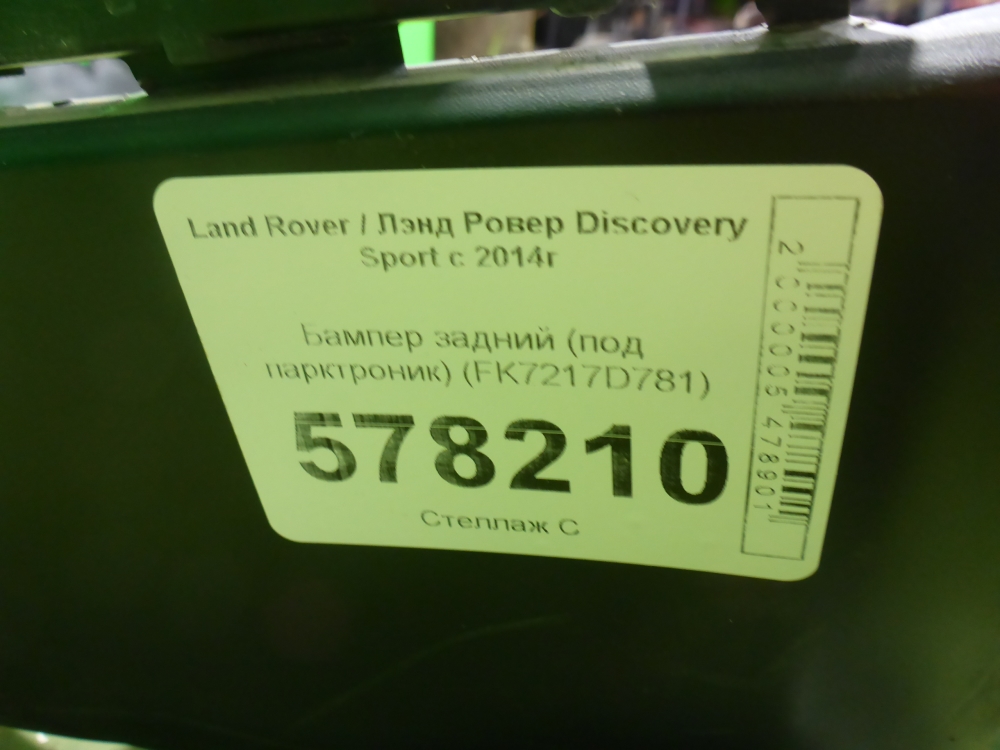 Land Rover / Лэнд Ровер Discovery
Sport с 2014г
Бампер задний (под
парктроник) (FK7217D781)
578210
Стеллаж С
2000005478901